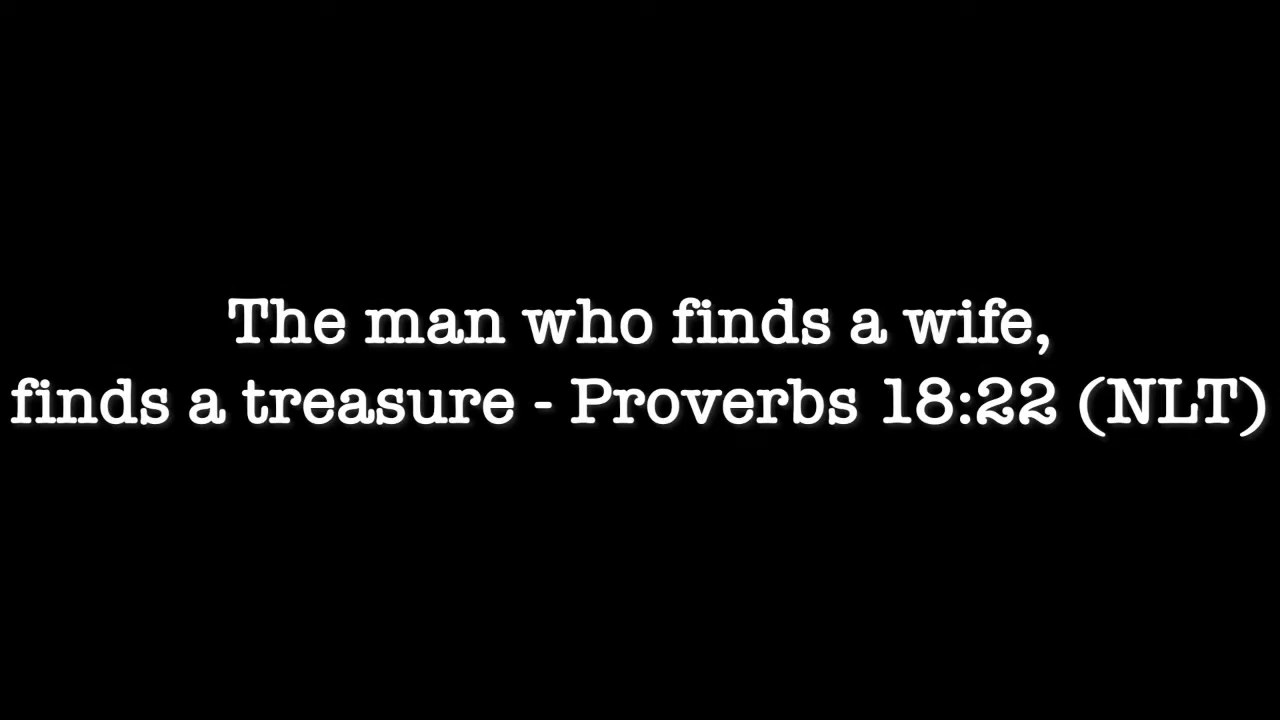 The man who finds a wife,
finds a treasure - Proverbs 18:22 (NLT)